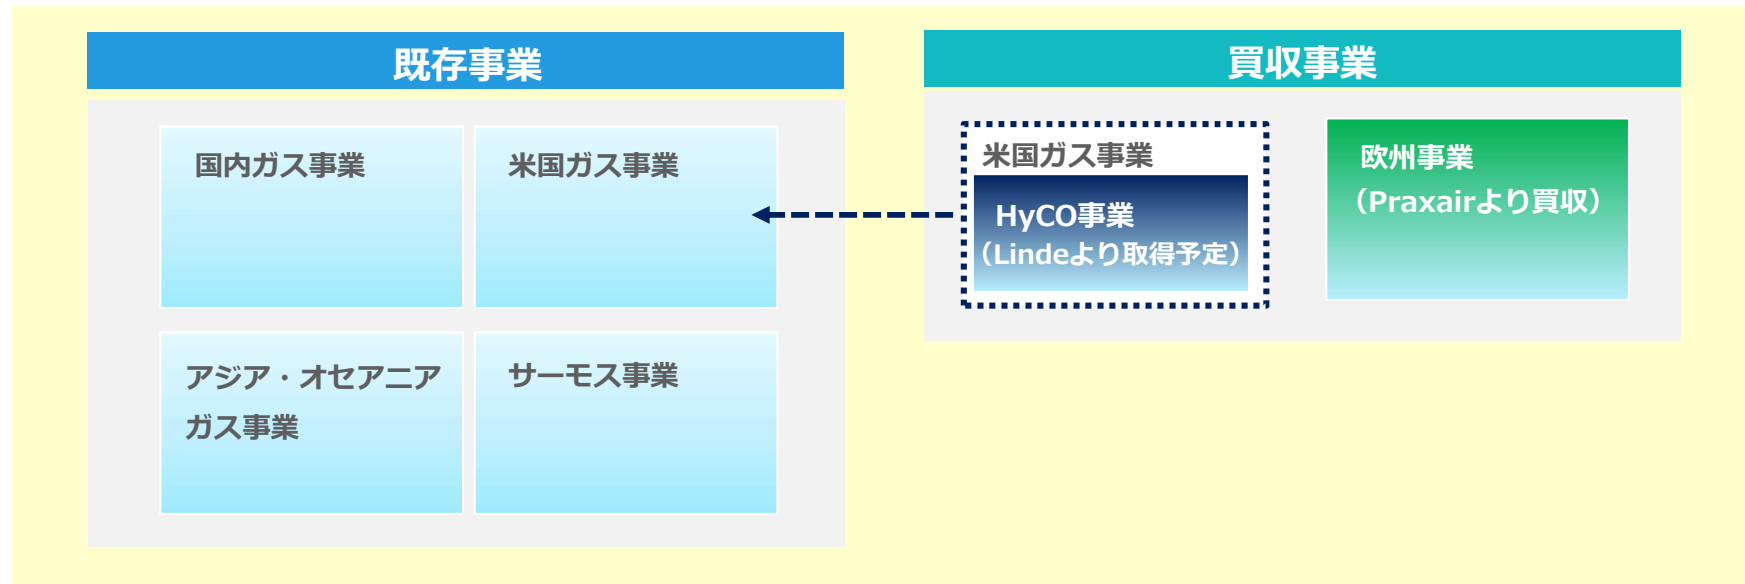 既存事業
国内ガス事業
米国ガス事業
アジア・オセアニア
ガス事業
サーモス事業
買収事業
米国ガス事業
HyCO事業
（Lindeより取得予定）
欧州事業
（Praxairより買収）